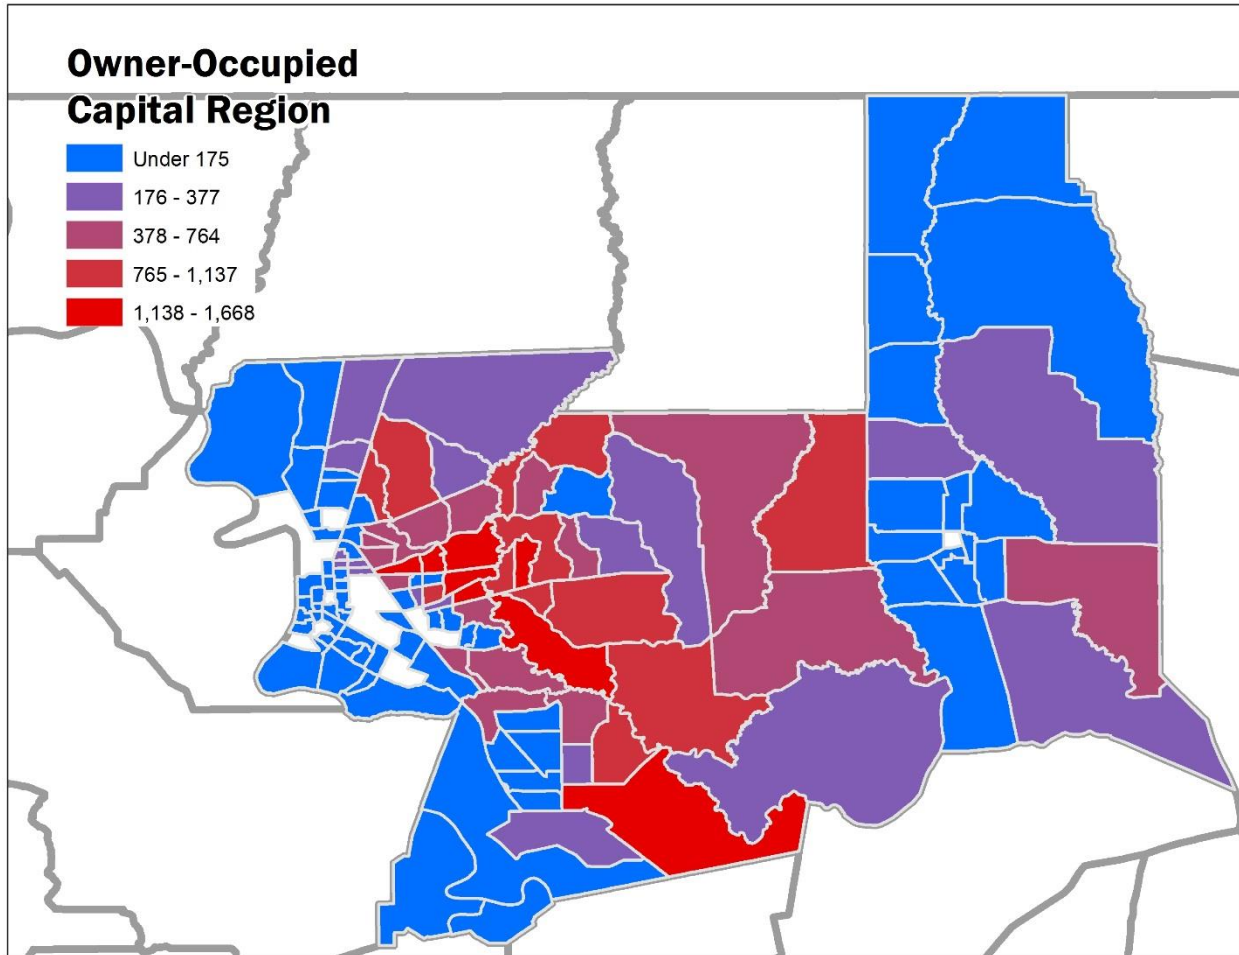 Owner-Occupied
Capital Region
Under 175
176 - 377
378 - 764
765 - 1,137
1,138 - 1,668